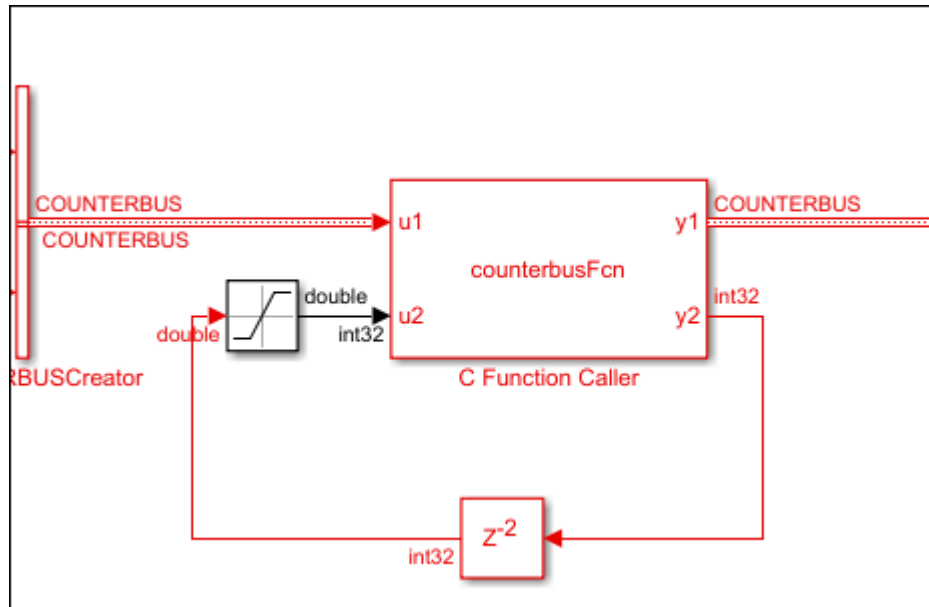 COUNTERBUS
COUNTERBUS
u1
y1
COUNTERBUS
counterbusFcn
double
double
int32
u2
y2
int32
RBUSCreator
C Function Caller
int32
Z-2